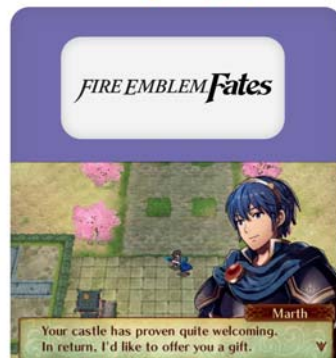 FIRE EMBLEM Fates
Marth
Your castle has proven quite welcoming.
In return, I'd like to offer you a gift.